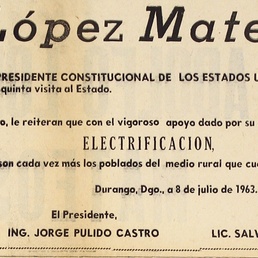 López Mate
PRESIDENTE CONSTITUCIONAL DE LOS ESTADOS U
quinta visita al Estado.
o, le reiteran que con el vigoroso apoyo dado por su
ELECTRIFICACION,
son cada vez más los poblados del medio rural que cue
Durango, Dgo., a 8 de julio de 1963.
El Presidente,
ING. JORGE PULIDO CASTRO LIC. SALV